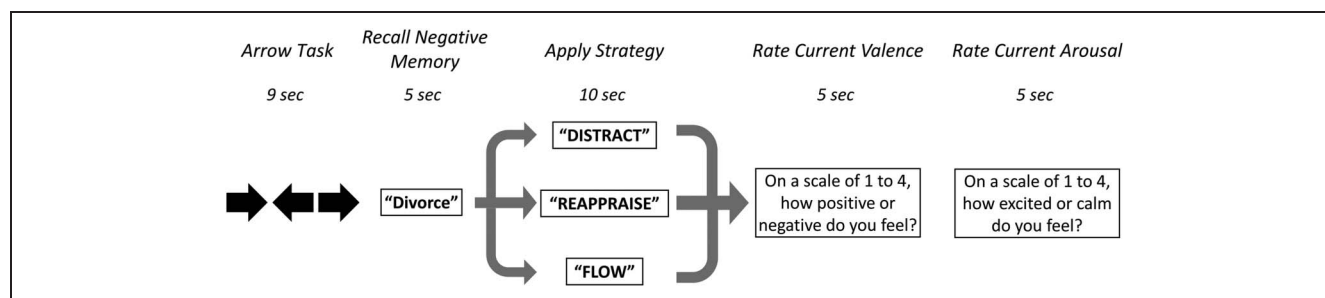 Arrow Task
9 sec
Recall Negative
Memory
5 sec
Apply Strategy
10 sec
Rate Current Valence
5 sec
Rate Current Arousal
5 sec
"Divorce"
"DISTRACT"
"REAPPRAISE"
"FLOW"
On a scale of 1 to 4,
how positive or
negative do you feel?
On a scale of 1 to 4,
how excited or calm
do you feel?